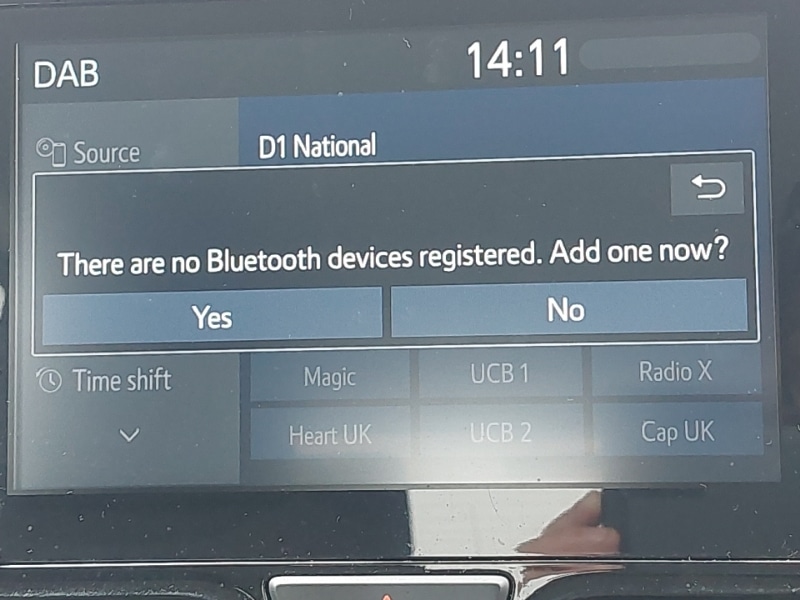 DAB
14:11
Source
D1 National
There are no Bluetooth devices registered. Add one now?
Yes
No
Time shift
Magic
UCB 1
Radio X
Heart UK
UCB 2
Cap UK